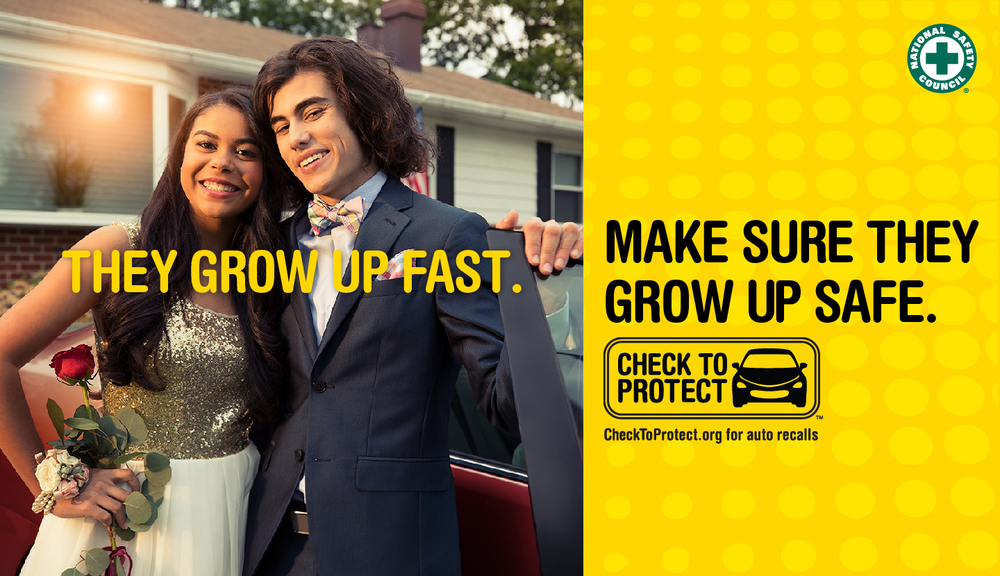 THEY GROW UP FAST.
NATIONAL SAFETY COUNCIL ®
MAKE SURE THEY
GROW UP SAFE.
CHECK TO
PROTECT
TM
CheckToProtect.org for auto recalls